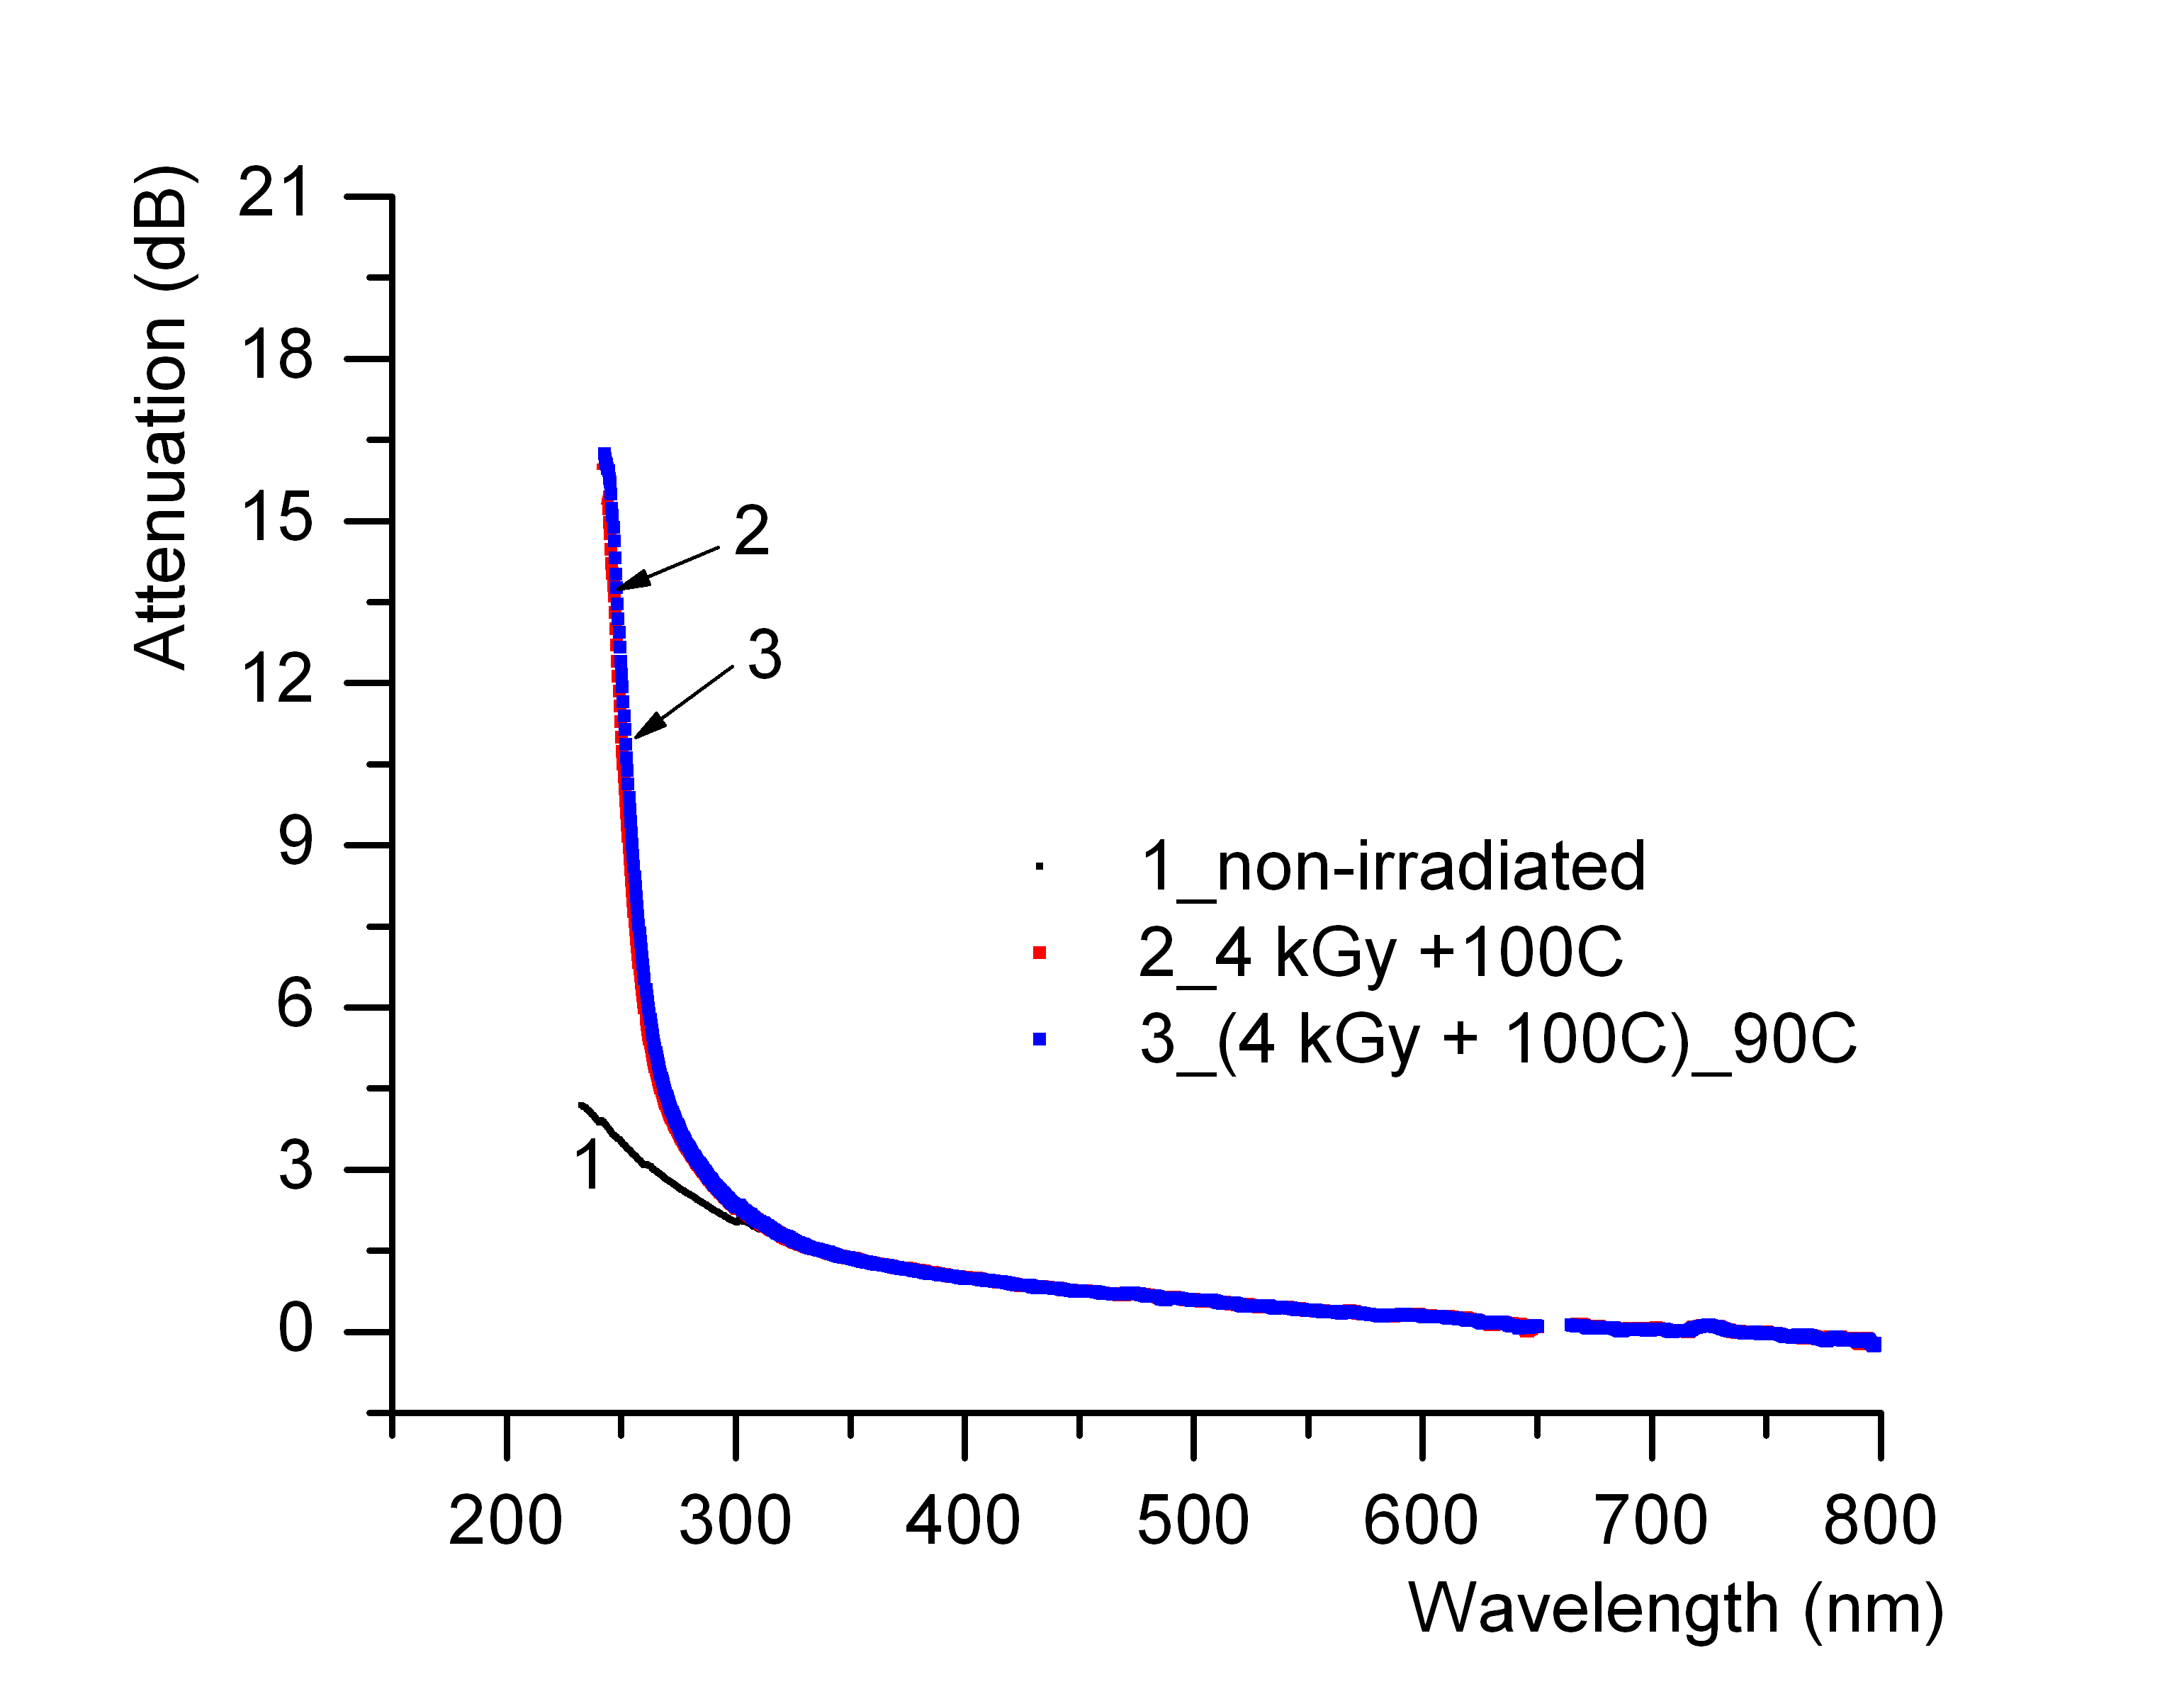 Attenuation (dB)
21
18
15
12
9
6
3
0
2
3
1
1_non-irradiated
2_4 kGy +100C
3_(4 kGy + 100C)_90C
200 300 400 500 600 700 800
Wavelength (nm)